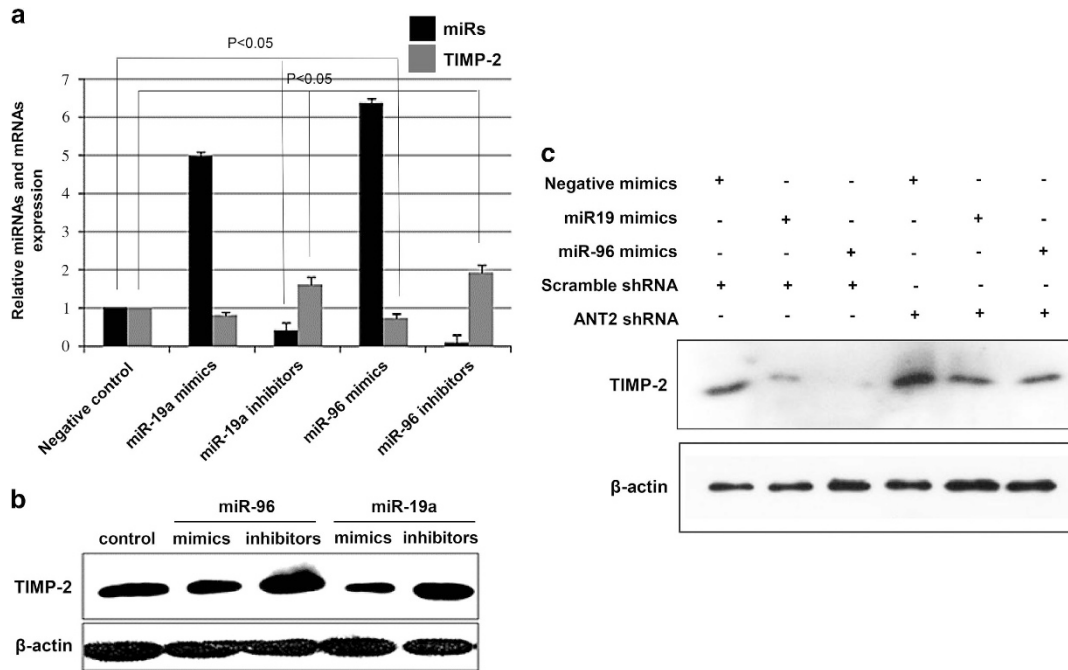 a
miRs
TIMP-2
P<0.05
P<0.05
Relative miRNAs and mRNAs
expression
7
6
5
4
3
2
1
0
Negative control
miR-19a mimics
miR-19a inhibitors
miR-96 mimics
miR-96 inhibitors
b
miR-96 miR-19a
control mimics inhibitors mimics inhibitors
TIMP-2
β-actin
c
Negative mimics + - - + - -
miR19 mimics - + - - + -
miR-96 mimics - - + - - +
Scramble shRNA + + + - - -
ANT2 shRNA - - - + + +
TIMP-2
β-actin